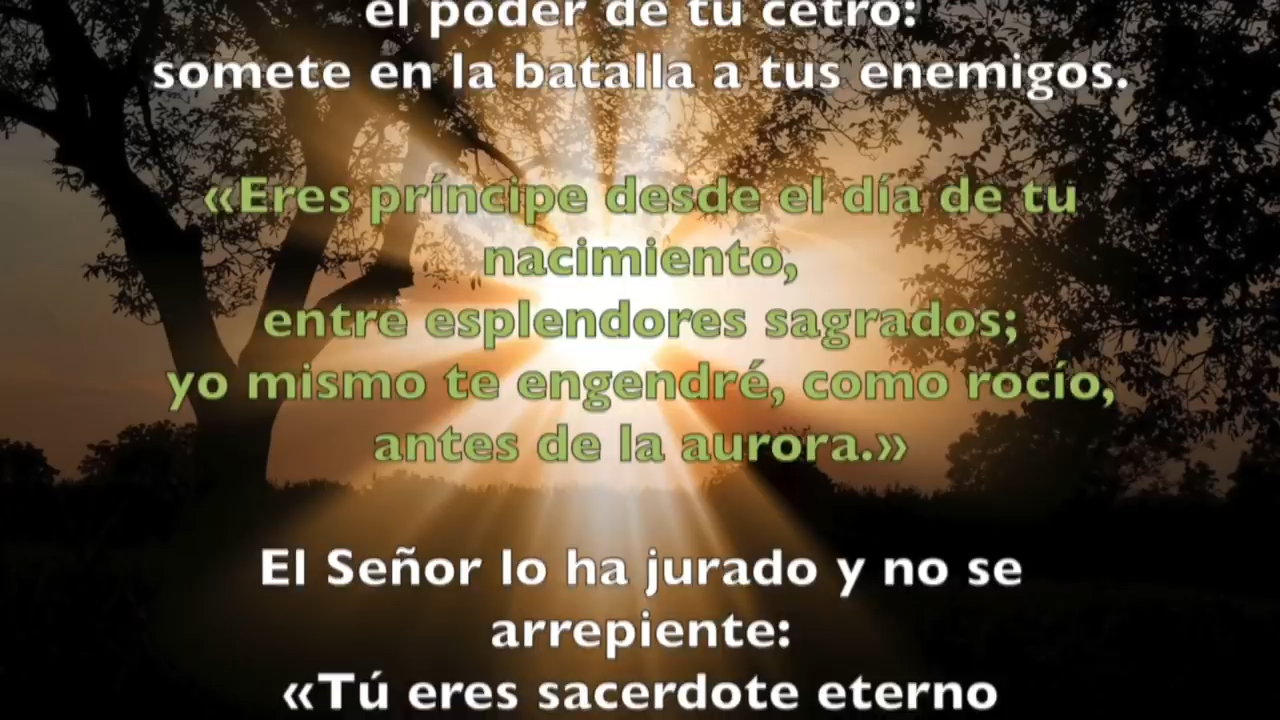 el poder de tu cetro:
somete en la batalla a tus enemigos.
«Eres príncipe desde el día de tu
nacimiento,
entre esplendores sagrados;
yo mismo te engendré, como rocío,
antes de la aurora.»
El Señor lo ha jurado y no se
arrepiente:
«Tú eres sacerdote eterno